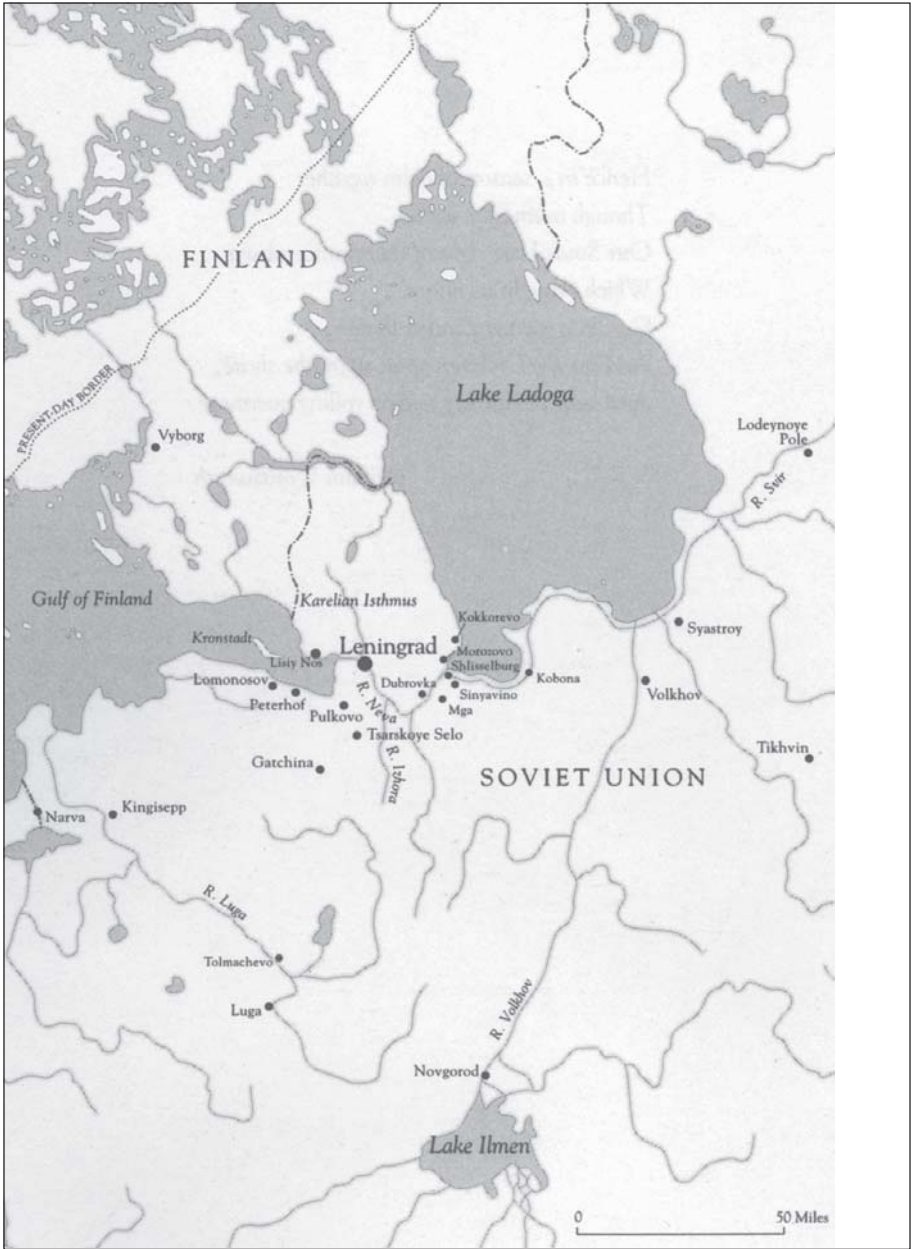 FINLAND
PRESENT-DAY BORDER
Vyborg
Lake Ladoga
Lodeynoye
Pole
R. Svir
Gulf of Finland
Karelian Isthmus
Kronstadt
Lisiy Nos
Leningrad
Kokkorevo
Morozovo
Shlisselburg
Syastroy
Lomonosov
Peterhof
Dubrovka
Sinyavino
Kobona
Volkhov
Pulkovo
R. Neva
Mga
Tsarskoye Selo
Gatchina
R. Izhora
SOVIET UNION
Tikhvin
Narva
Kingisepp
R. Luga
Tolmachevo
Luga
R. Volkhov
Novgorod
Lake Ilmen
0 50 Miles